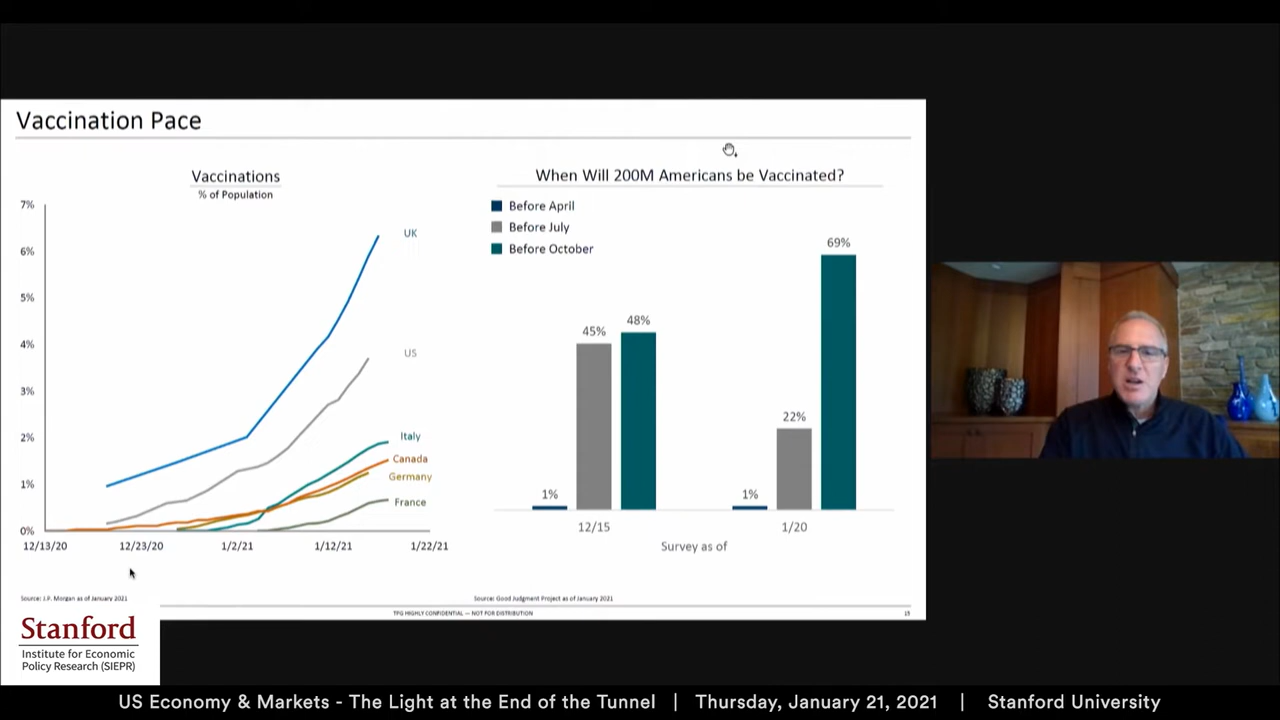 Vaccination Pace
Vaccinations
% of Population
7%
6%
5%
4%
3%
2%
1%
0%
UK
US
Italy
Canada
Germany
France
12/13/20
12/23/20
1/2/21
1/12/21
1/22/21
Source: J.P. Morgan as of January 2021
When Will 200M Americans be Vaccinated?
Before April
Before July
Before October
1%
45%
48%
1%
22%
69%
12/15
1/20
Survey as of
Source: Good Judgment Project as of January 2021
TPG HIGHLY CONFIDENTIAL — NOT FOR DISTRIBUTION
15
Stanford
Institute for Economic
Policy Research (SIEPR)
US Economy & Markets - The Light at the End of the Tunnel | Thursday, January 21, 2021 | Stanford University